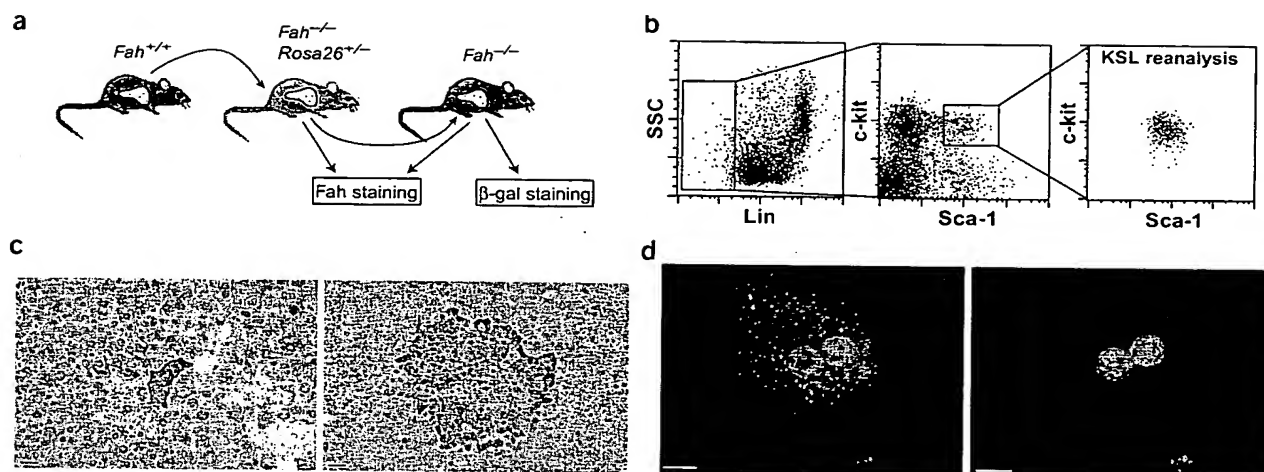 a
Fah+/+
Fah−/−
Rosa26+/−
Fah−/−
Fah staining
β-gal staining
b
SSC
Lin
c-kit
Sca-1
KSL reanalysis
c-kit
Sca-1
c
d